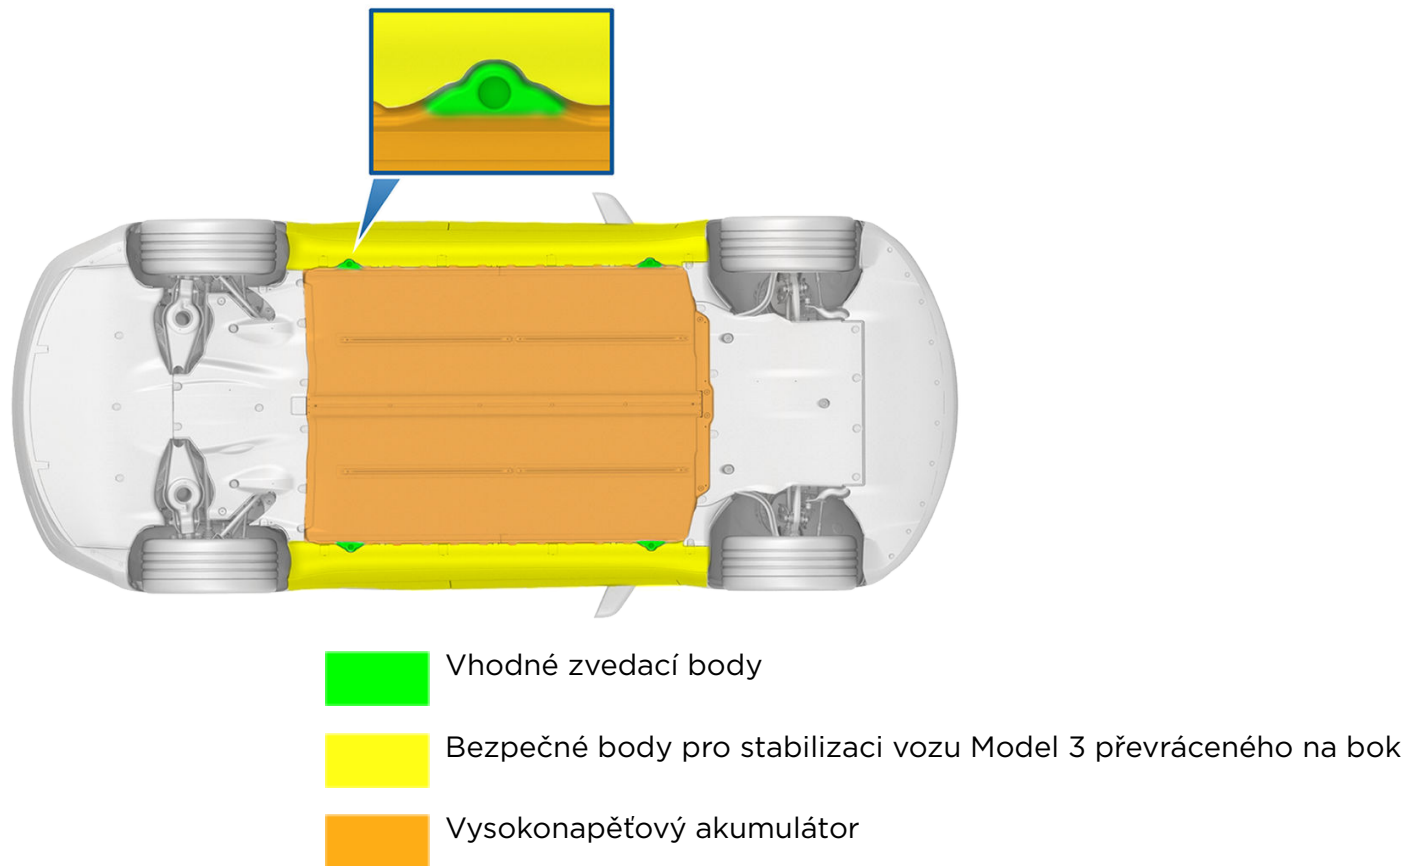 Vhodné zvedací body
Bezpečné body pro stabilizaci vozu Model 3 převráceného na bok
Vysokonapěťový akumulátor